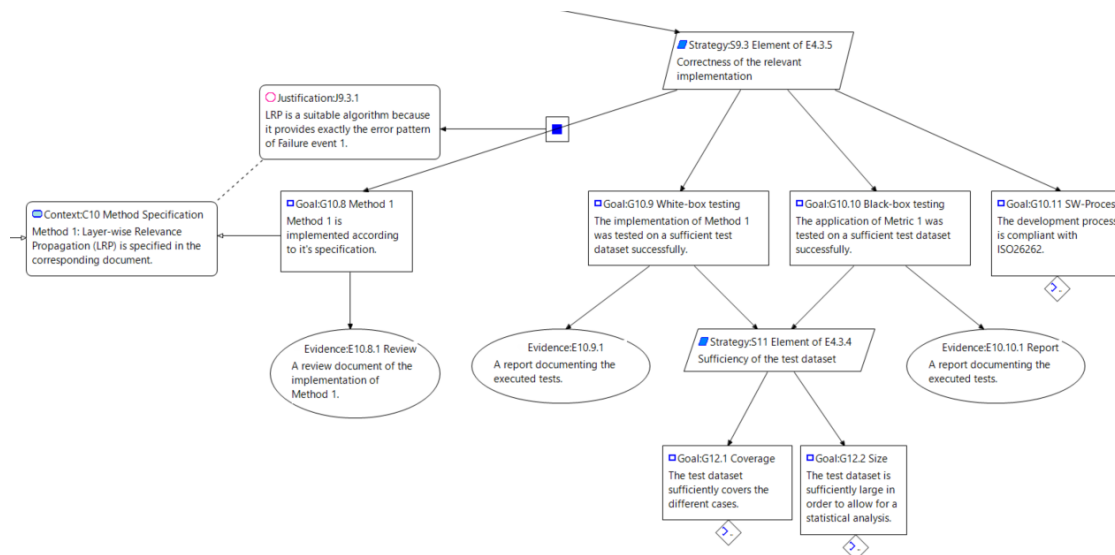 Strategy:S9.3 Element of E4.3.5
Correctness of the relevant
implementation
Justification:J9.3.1
LRP is a suitable algorithm because
it provides exactly the error pattern
of Failure event 1.
Context:C10 Method Specification
Method 1: Layer-wise Relevance
Propagation (LRP) is specified in the
corresponding document.
Goal:G10.8 Method 1
Method 1 is
implemented according
to it's specification.
Goal:G10.9 White-box testing
The implementation of Method 1
was tested on a sufficient test
dataset successfully.
Goal:G10.10 Black-box testing
The application of Metric 1 was
tested on a sufficient test dataset
successfully.
Goal:G10.11 SW-Proces
The development process
is compliant with
ISO26262.
Evidence:E10.8.1 Review
A review document of the
implementation of
Method 1.
Evidence:E10.9.1
A report documenting the
executed tests.
Strategy:S11 Element of E4.3.4
Sufficiency of the test dataset
Evidence:E10.10.1 Report
A report documenting the
executed tests.
Goal:G12.1 Coverage
The test dataset
sufficiently covers the
different cases.
Goal:G12.2 Size
The test dataset is
sufficiently large in
order to allow for a
statistical analysis.